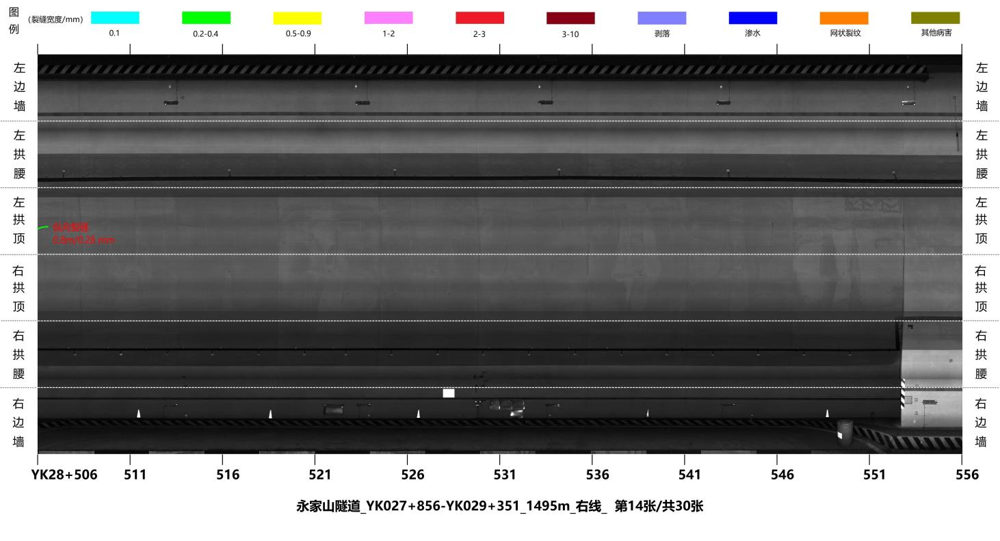 图例
(裂缝宽度/mm)
0.1
0.2-0.4
0.5-0.9
1-2
2-3
3-10
剥落
渗水
网状裂纹
其他病害
左边墙
左边墙
左拱腰
左拱腰
左拱顶
左拱顶
纵向裂缝
0.8m/0.28 mm
右拱顶
右拱顶
右拱腰
右拱腰
右边墙
右边墙
YK28+506
511
516
521
526
531
536
541
546
551
556
永家山隧道_YK027+856-YK029+351_1495m_右线_ 第14张/共30张